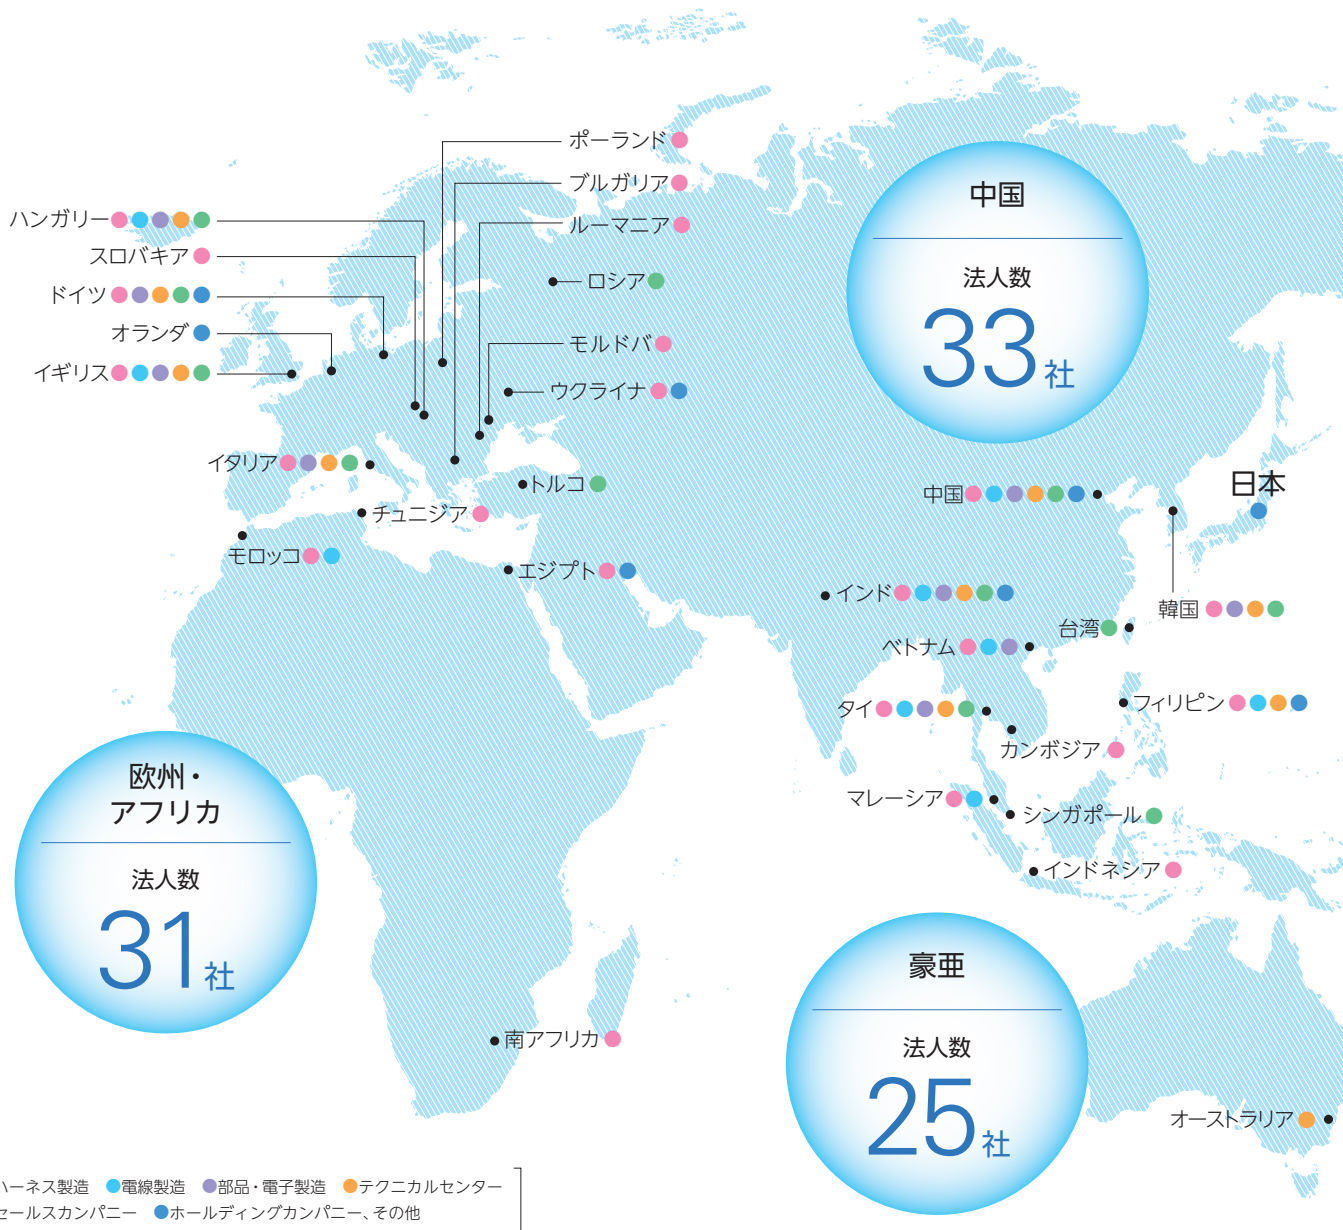 ポーランド
ブルガリア
ルーマニア
ロシア
モルドバ
ウクライナ
ハンガリー
スロバキア
ドイツ
オランダ
イギリス
イタリア
トルコ
チュニジア
モロッコ
エジプト
南アフリカ
中国
法人数
33社
中国
日本
韓国
台湾
インド
ベトナム
タイ
カンボジア
フィリピン
マレーシア
シンガポール
インドネシア
欧州・
アフリカ
法人数
31社
豪亜
法人数
25社
オーストラリア
ハーネス製造 電線製造 部品・電子製造 テクニカルセンター
セールスカンパニー ホールディングカンパニー、その他